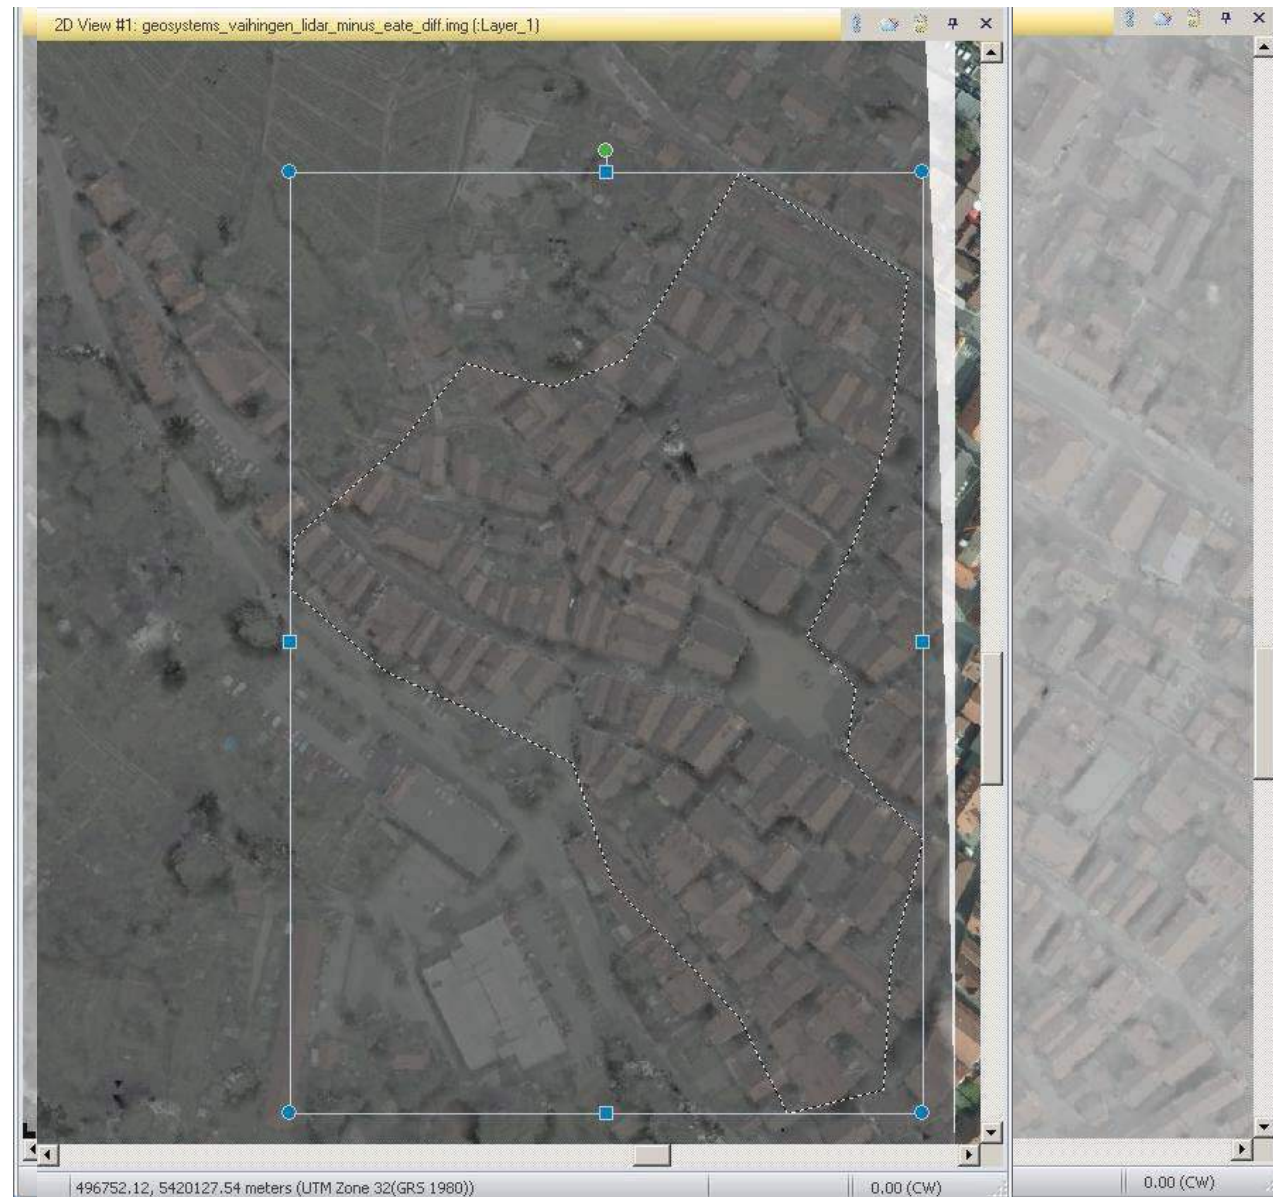 2D View #1: geosystems_vaihingen_lidar_minus_eate_diff.img (:Layer_1)
496752.12, 5420127.54 meters (UTM Zone 32(GRS 1980))
0.00 (CW)
0.00 (CW)